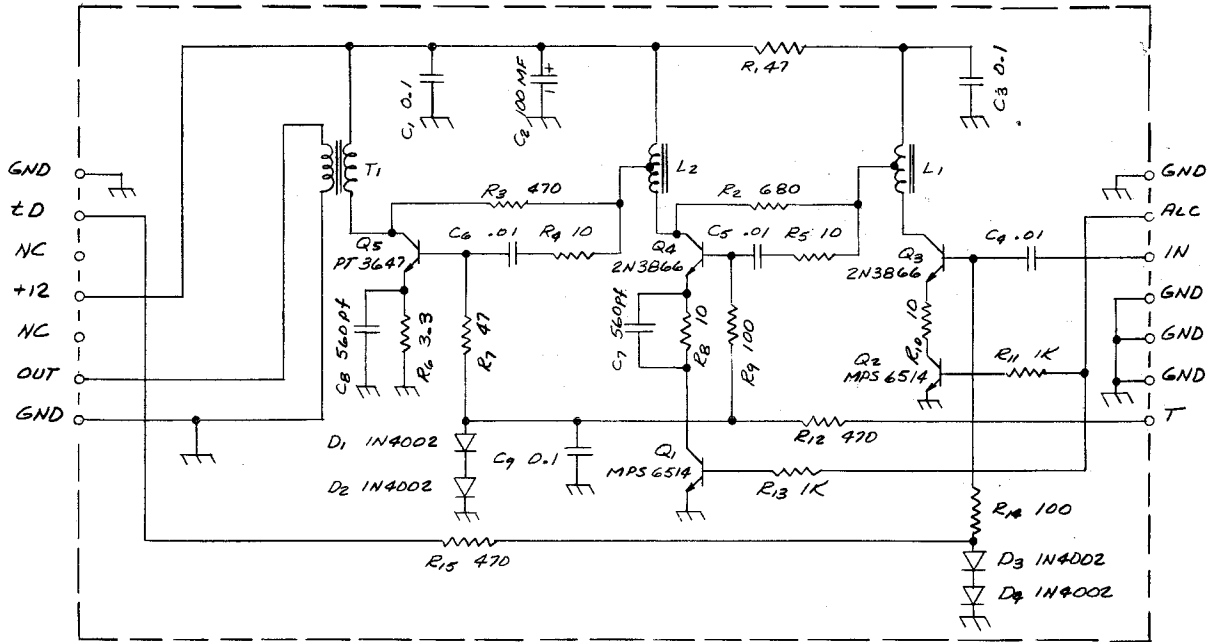 GND
tD
NC
+12
NC
OUT
GND
GND
ALC
IN
GND
GND
GND
T
C1 0.1
C2 100 MF
+
R1 47
C3 0.1
T1
L2
L1
R3 470
R2 680
Q5
PT 3647
C6 .01
R4 10
Q4
2N3866
C5 .01
R5 10
Q3
2N3866
C4 .01
C8 560pf
R6 3.3
R7 47
C7 560pf
R8 10
R9 100
R10 10
Q2
MPS 6514
R11 1K
D1 1N4002
D2 1N4002
C9 0.1
Q1
MPS 6514
R12 470
R13 1K
R14 100
R15 470
D3 1N4002
D4 1N4002